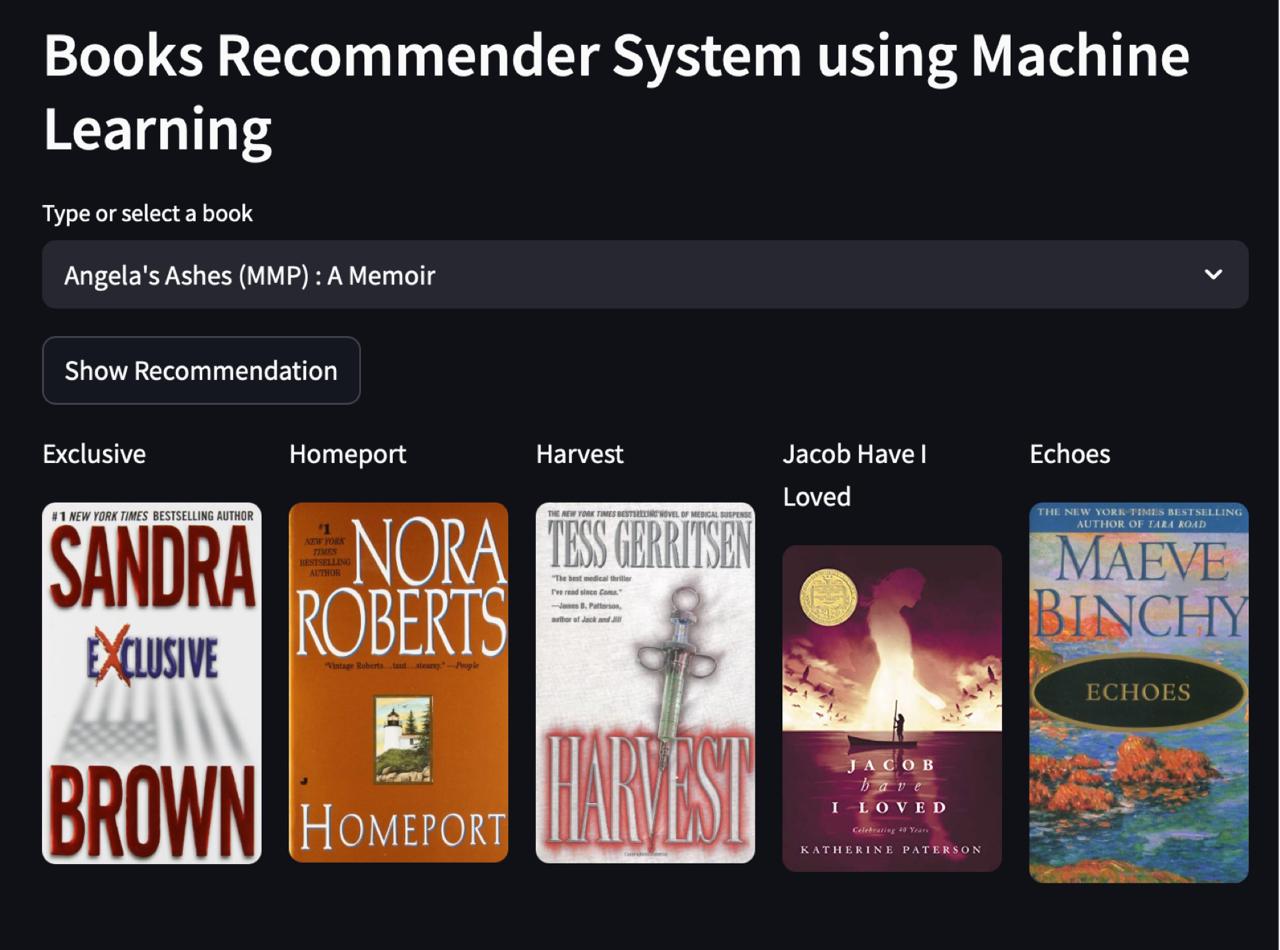 Books Recommender System using Machine
Learning
Type or select a book
Angela's Ashes (MMP) : A Memoir
Show Recommendation
Exclusive
Homeport
Harvest
Jacob Have I
Loved
Echoes
#1 NEW YORK TIMES BESTSELLING AUTHOR
SANDRA
EXCLUSIVE
BROWN
#1
NEW YORK
TIMES
BESTSELLING
AUTHOR
NORA
ROBERTS
"Vintage Roberts...taut...steamy." —People
HOMEPORT
THE NEW YORK TIMES BESTSELLING NOVEL OF MEDICAL SUSPENSE
TESS GERRITSEN
"The best medical thriller
I've read since Coma."
—James B. Patterson,
author of Jack and Jill
HARVEST
JACOB
have
I LOVED
Celebrating 40 Years
KATHERINE PATERSON
THE NEW YORK TIMES BESTSELLING
AUTHOR OF TARA ROAD
MAEVE
BINCHY
ECHOES